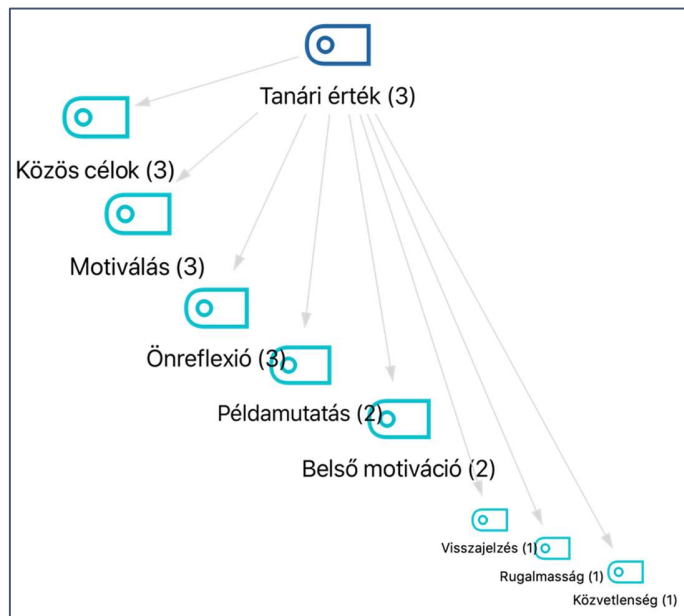 Tanári érték (3)
Közös célok (3)
Motiválás (3)
Önreflexió (3)
Példamutatás (2)
Belső motiváció (2)
Visszajelzés (1)
Rugalmasság (1)
Közvetlenség (1)